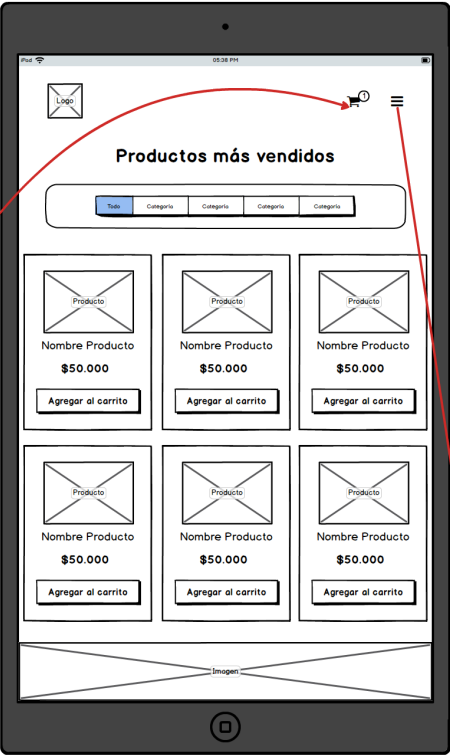 iPod 05:38 PM
Logo
1
Productos más vendidos
Todo Categoría Categoría Categoría Categoría
Producto Producto Producto
Nombre Producto Nombre Producto Nombre Producto
$50.000 $50.000 $50.000
Agregar al carrito Agregar al carrito Agregar al carrito
Producto Producto Producto
Nombre Producto Nombre Producto Nombre Producto
$50.000 $50.000 $50.000
Agregar al carrito Agregar al carrito Agregar al carrito
Imagen